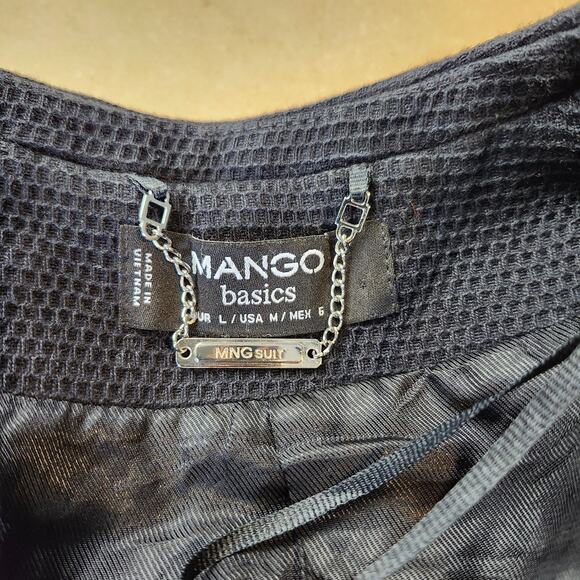 MADE IN
VIETNAM
MANGO
basics
UR L / USA M / MEX 6
MNG SUIT